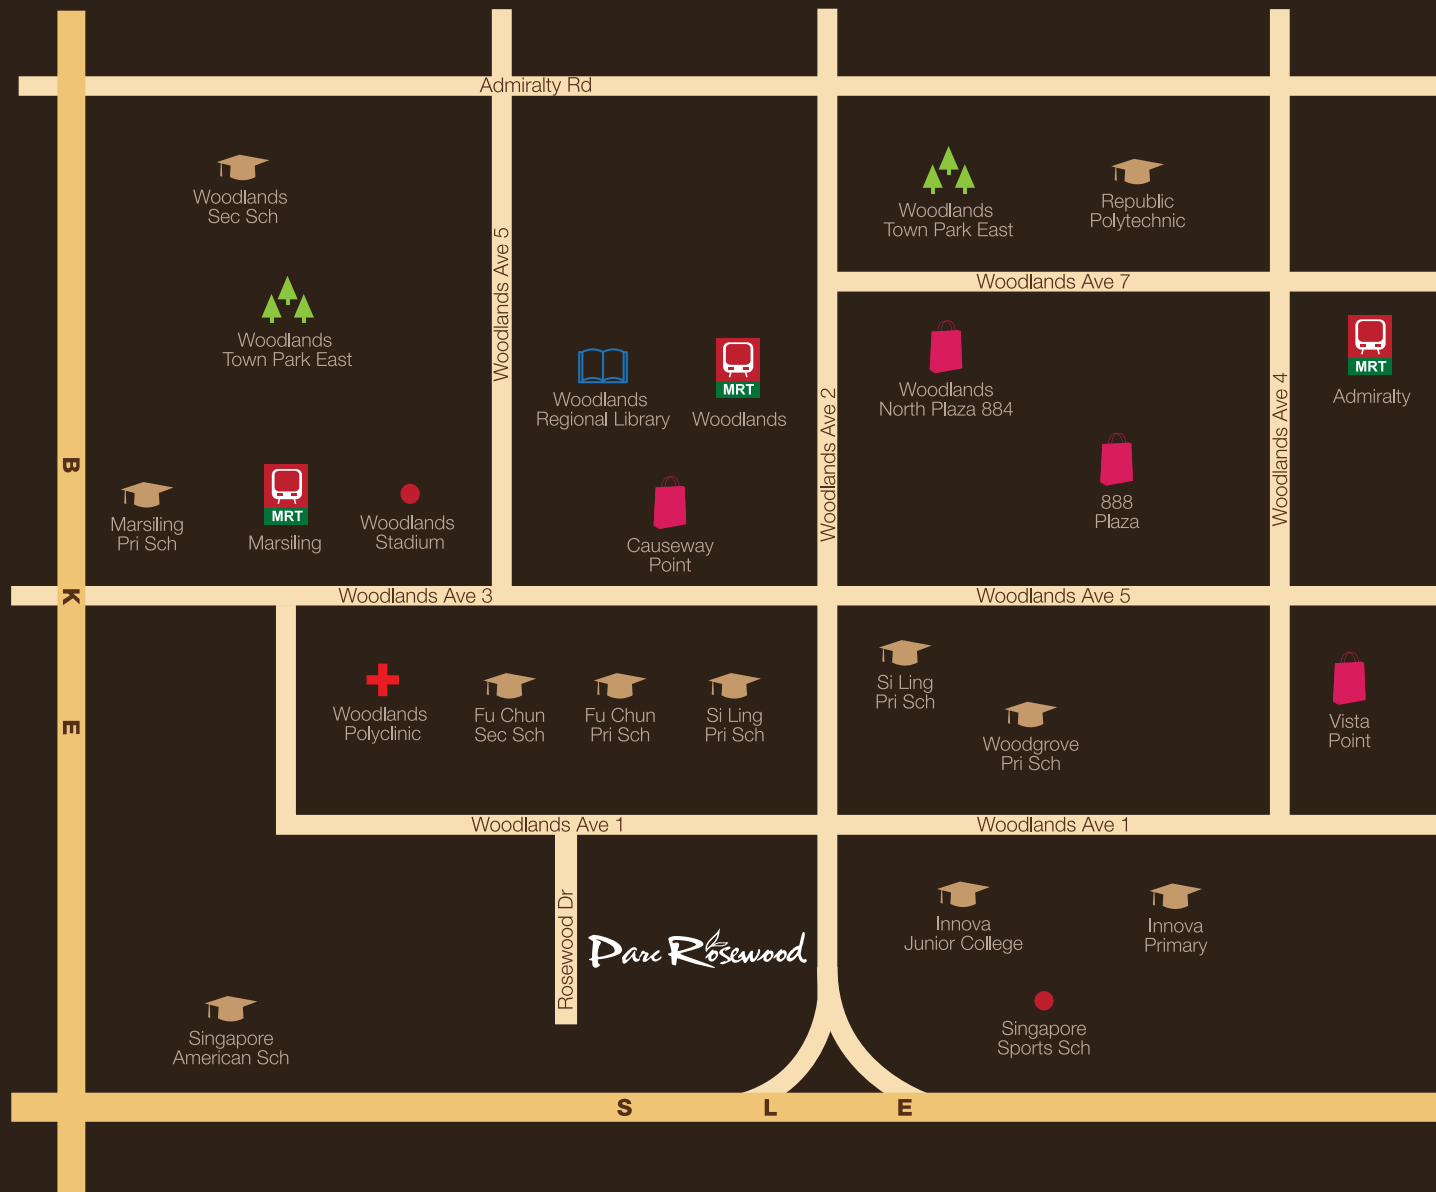 Admiralty Rd
Woodlands
Sec Sch
Woodlands
Town Park East
Republic
Polytechnic
Woodlands Ave 5
Woodlands Ave 7
Woodlands
Town Park East
MRT
Woodlands
Regional Library
Woodlands
Woodlands Ave 2
Woodlands
North Plaza 884
Woodlands Ave 4
MRT
Admiralty
B
K
E
Marsiling
Pri Sch
MRT
Marsiling
Woodlands
Stadium
Causeway
Point
888
Plaza
Woodlands Ave 3
Woodlands Ave 5
Woodlands
Polyclinic
Fu Chun
Sec Sch
Fu Chun
Pri Sch
Si Ling
Pri Sch
Si Ling
Pri Sch
Woodgrove
Pri Sch
Vista
Point
Woodlands Ave 1
Woodlands Ave 1
Rosewood Dr
Parc Rosewood
Innova
Junior College
Innova
Primary
Singapore
American Sch
Singapore
Sports Sch
S L E